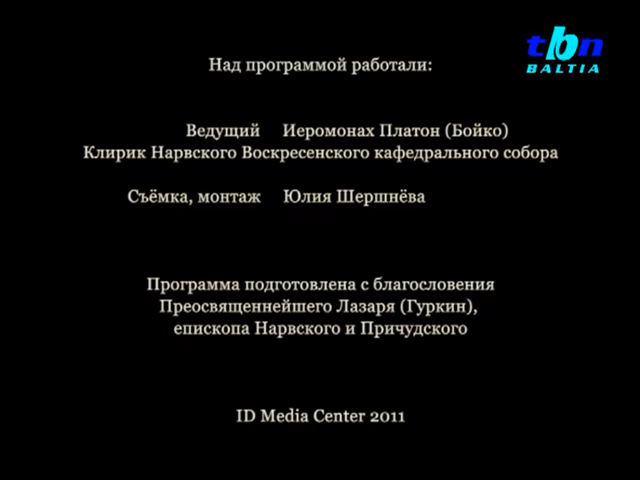 tbn
BALTIA
Над программой работали:
Ведущий Иеромонах Платон (Бойко)
Клирик Нарвского Воскресенского кафедрального собора
Съёмка, монтаж Юлия Шершнёва
Программа подготовлена с благословения
Преосвященнейшего Лазаря (Гуркин),
епископа Нарвского и Причудского
ID Media Center 2011